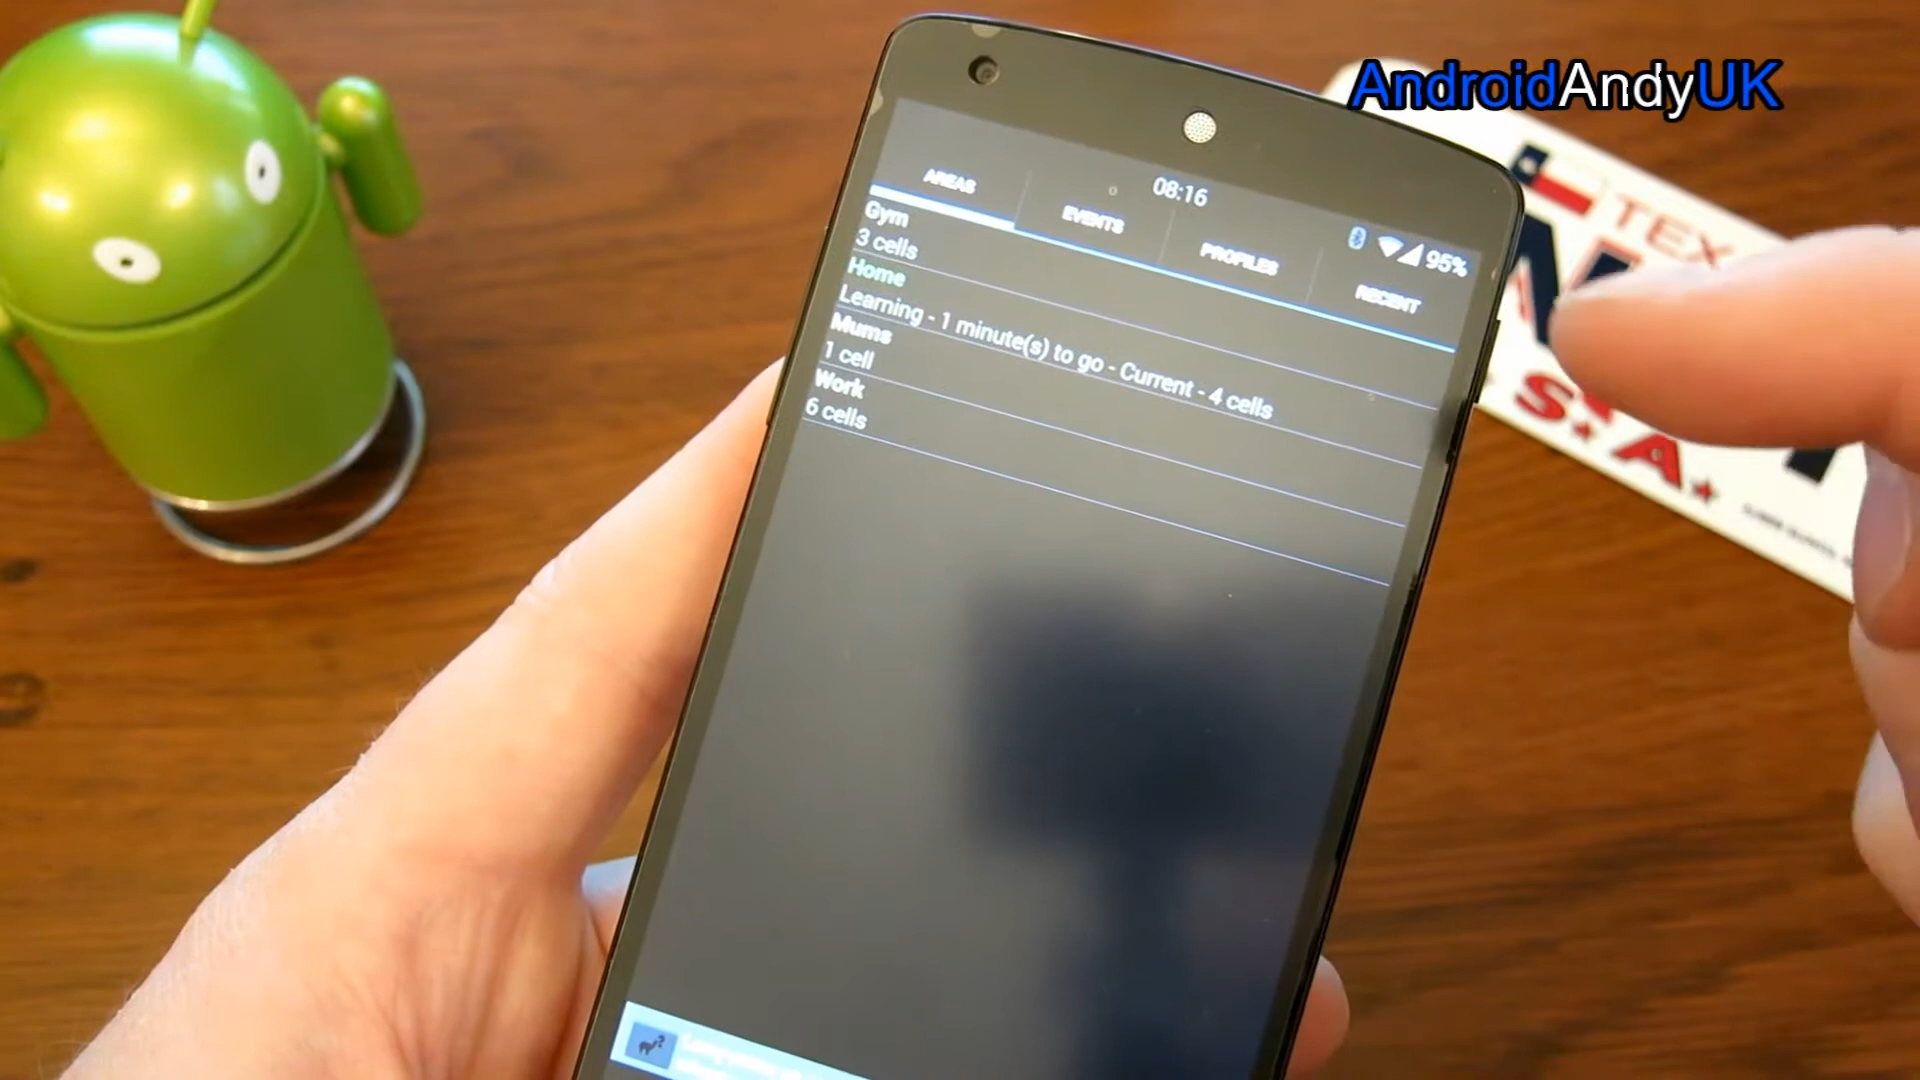 AndroidAndyUK
08:16
95%
AREAS
EVENTS
PROFILES
RECENT
Gym
3 cells
Home
Learning - 1 minute(s) to go - Current - 4 cells
Mums
1 cell
Work
6 cells
TEX
S.A.